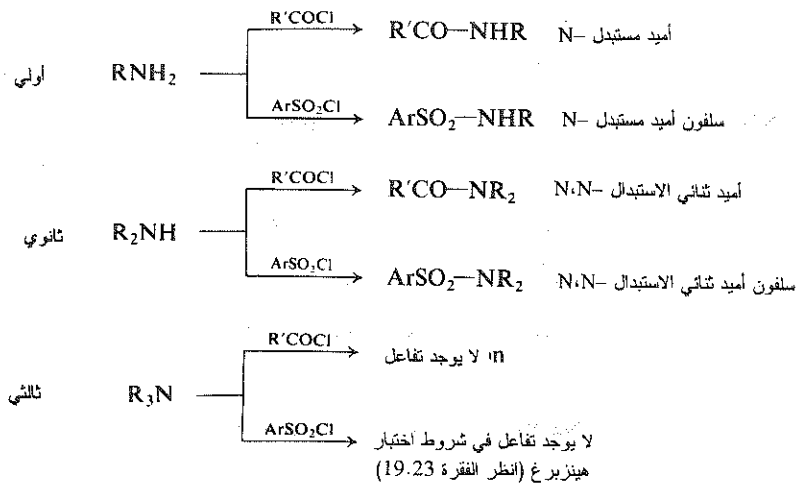 R′COCl
R′CO—NHR
أميد مستبدل –N
أولي
RNH₂
ArSO₂Cl
ArSO₂—NHR
سلفون أميد مستبدل –N
R′COCl
R′CO—NR₂
أميد ثنائي الاستبدال –N،N
ثانوي
R₂NH
ArSO₂Cl
ArSO₂—NR₂
سلفون أميد ثنائي الاستبدال –N،N
R′COCl
لا يوجد تفاعل
ثالثي
R₃N
ArSO₂Cl
لا يوجد تفاعل في شروط اختبار
هينزبرغ (انظر الفقرة 19.23)